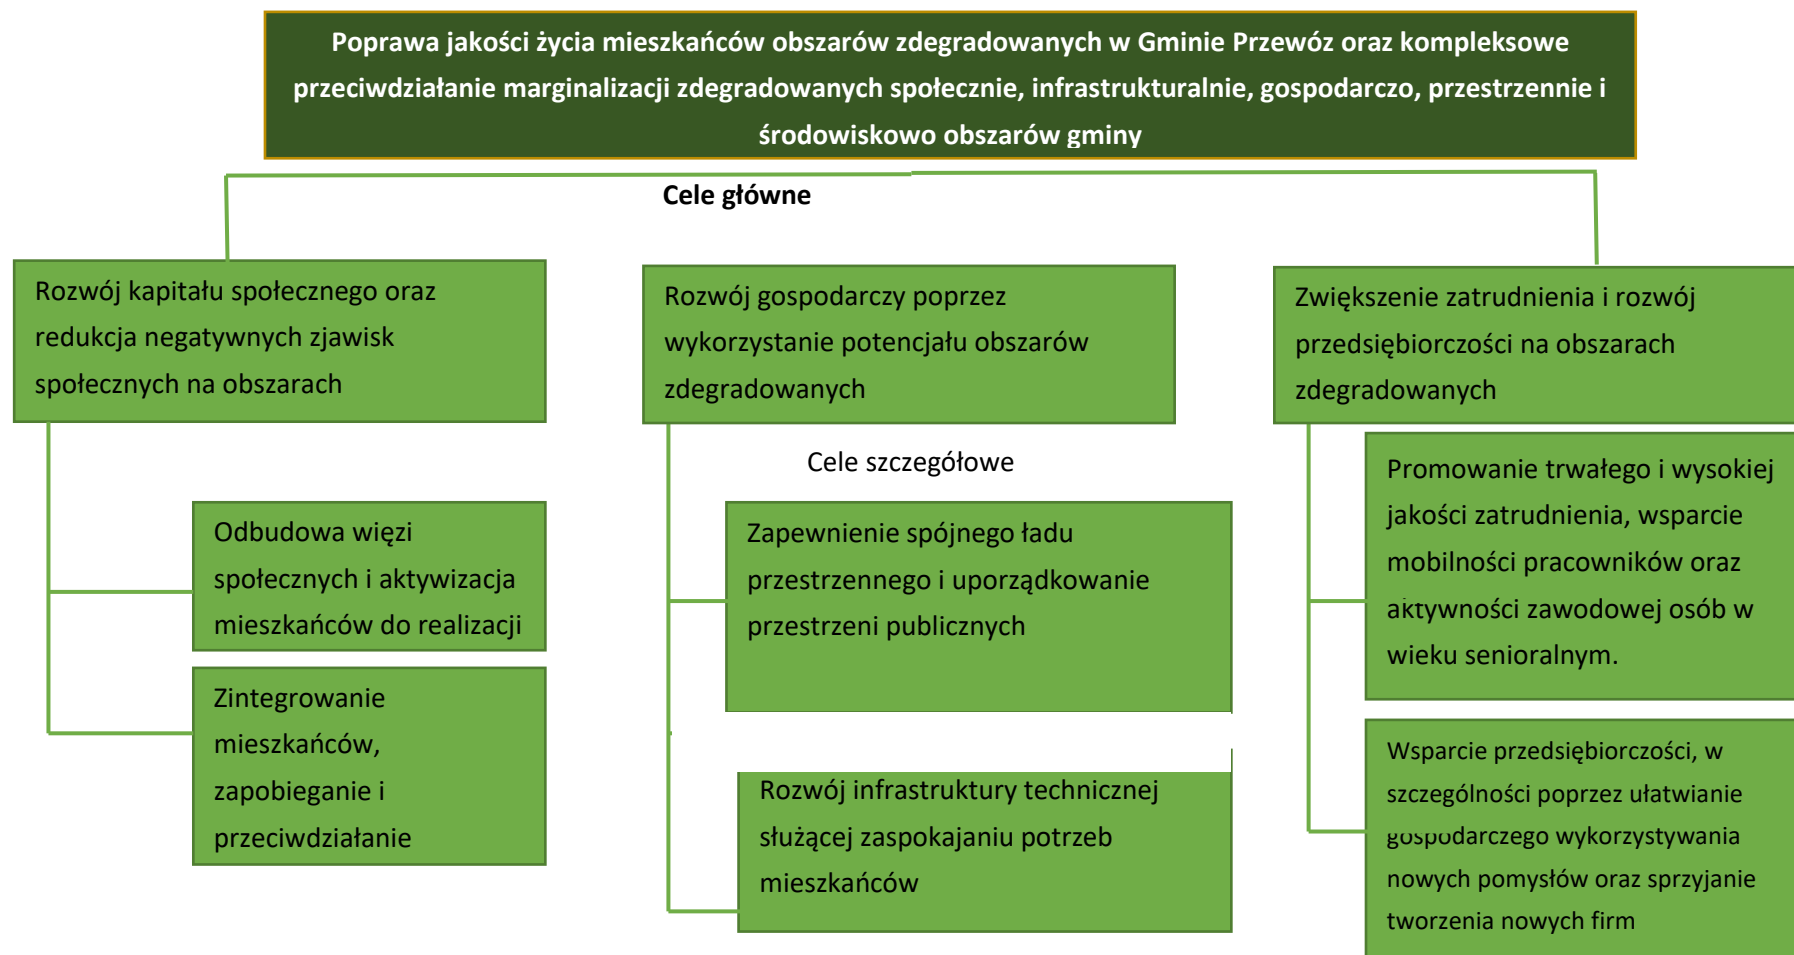 Poprawa jakości życia mieszkańców obszarów zdegradowanych w Gminie Przewóz oraz kompleksowe
przeciwdziałanie marginalizacji zdegradowanych społecznie, infrastrukturalnie, gospodarczo, przestrzennie i
środowiskowo obszarów gminy
Cele główne
Rozwój kapitału społecznego oraz
redukcja negatywnych zjawisk
społecznych na obszarach
Rozwój gospodarczy poprzez
wykorzystanie potencjału obszarów
zdegradowanych
Zwiększenie zatrudnienia i rozwój
przedsiębiorczości na obszarach
zdegradowanych
Cele szczegółowe
Odbudowa więzi
społecznych i aktywizacja
mieszkańców do realizacji
Zintegrowanie
mieszkańców,
zapobieganie i
przeciwdziałanie
Zapewnienie spójnego ładu
przestrzennego i uporządkowanie
przestrzeni publicznych
Rozwój infrastruktury technicznej
służącej zaspokajaniu potrzeb
mieszkańców
Promowanie trwałego i wysokiej
jakości zatrudnienia, wsparcie
mobilności pracowników oraz
aktywności zawodowej osób w
wieku senioralnym.
Wsparcie przedsiębiorczości, w
szczególności poprzez ułatwianie
gospodarczego wykorzystywania
nowych pomysłów oraz sprzyjanie
tworzenia nowych firm